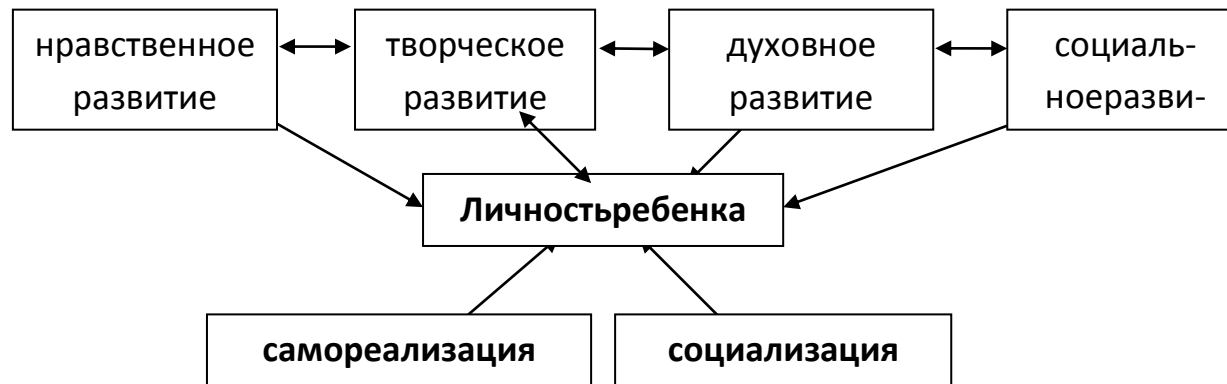 нравственное
развитие
творческое
развитие
духовное
развитие
социаль-
ноеразви-
Личностьребенка
самореализация
социализация